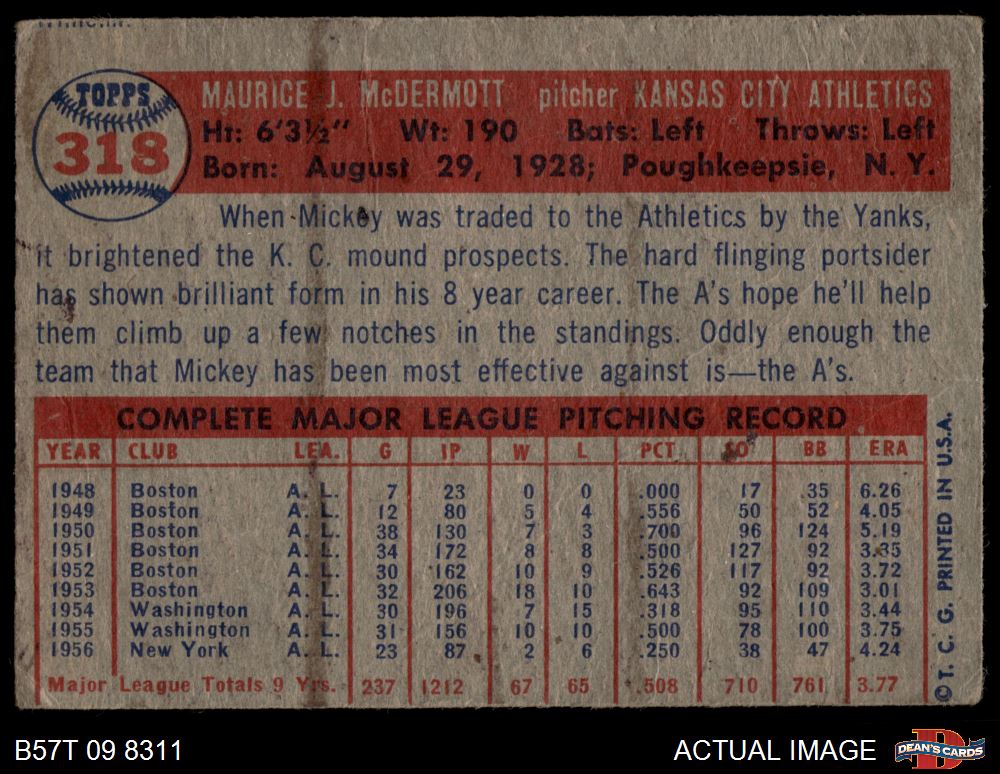 TOPPS
318
MAURICE J. McDERMOTT pitcher KANSAS CITY ATHLETICS
Ht: 6'3½" Wt: 190 Bats: Left Throws: Left
Born: August 29, 1928; Poughkeepsie, N. Y.
When Mickey was traded to the Athletics by the Yanks,
it brightened the K. C. mound prospects. The hard flinging portsider
has shown brilliant form in his 8 year career. The A's hope he'll help
them climb up a few notches in the standings. Oddly enough the
team that Mickey has been most effective against is—the A's.
COMPLETE MAJOR LEAGUE PITCHING RECORD
YEAR CLUB LEA. G IP W L PCT SO BB ERA
1948 Boston A. L. 7 23 0 0 .000 17 35 6.26
1949 Boston A. L. 12 80 5 4 .556 50 52 4.05
1950 Boston A. L. 38 130 7 3 .700 96 124 5.19
1951 Boston A. L. 34 172 8 8 .500 127 92 3.35
1952 Boston A. L. 30 162 10 9 .526 117 92 3.72
1953 Boston A. L. 32 206 18 10 .643 92 109 3.01
1954 Washington A. L. 30 196 7 15 .318 95 110 3.44
1955 Washington A. L. 31 156 10 10 .500 78 100 3.75
1956 New York A. L. 23 87 2 6 .250 38 47 4.24
Major League Totals 9 Yrs. 237 1212 67 65 .508 710 761 3.77
© T. C. G. PRINTED IN U.S.A.
B57T 09 8311
ACTUAL IMAGE
DEAN'S CARDS